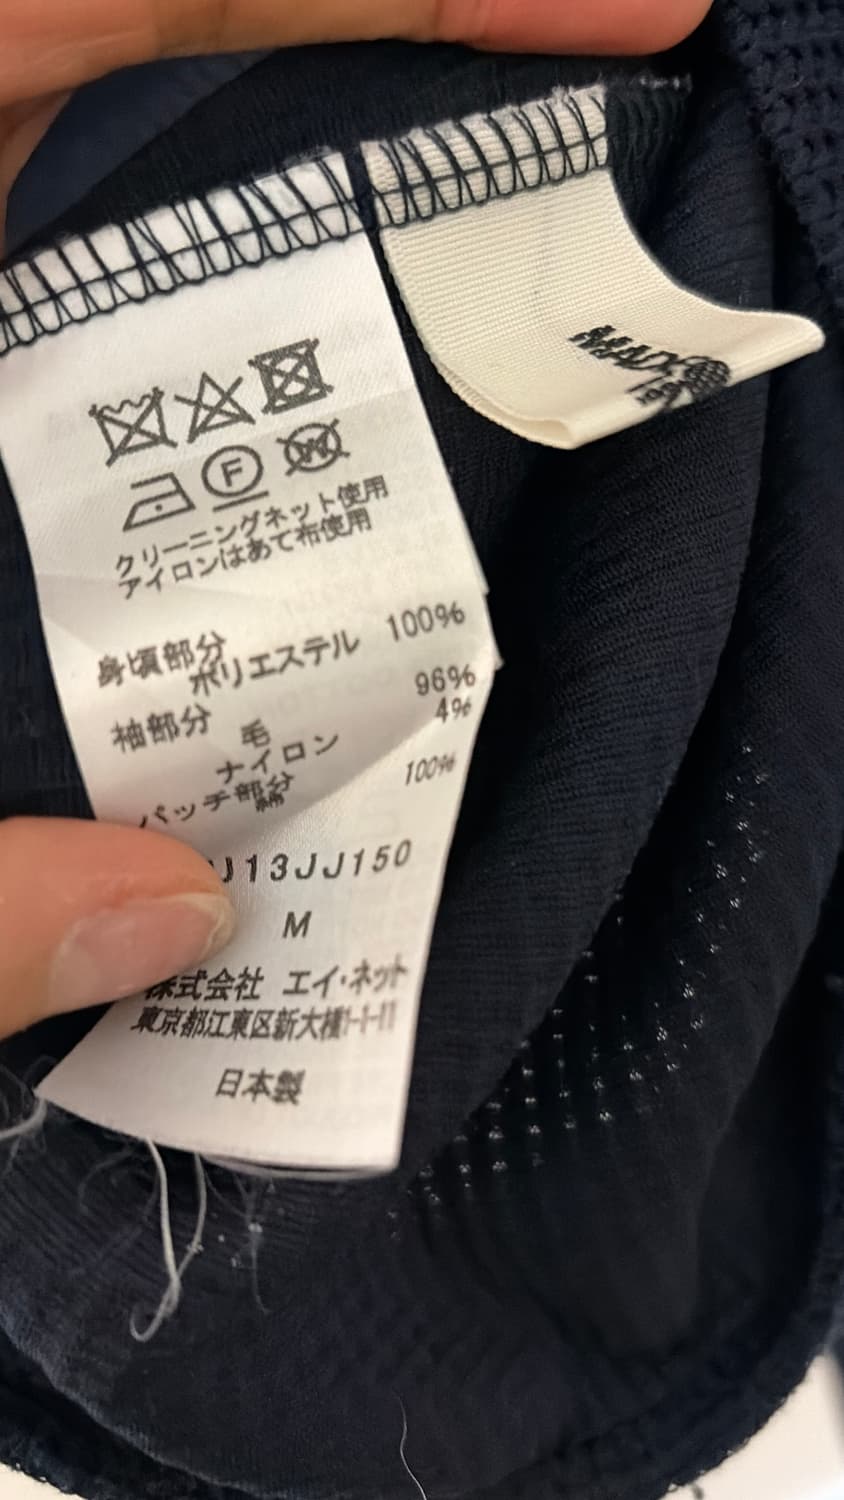 F
W
クリーニングネット使用
アイロンはあて布使用
身頃部分
ポリエステル 100%
袖部分
毛 96%
ナイロン 4%
パッチ部分
綿 100%
J13JJ150
M
株式会社 エイ・ネット
東京都江東区新大橋1-1-11
日本製
MADE